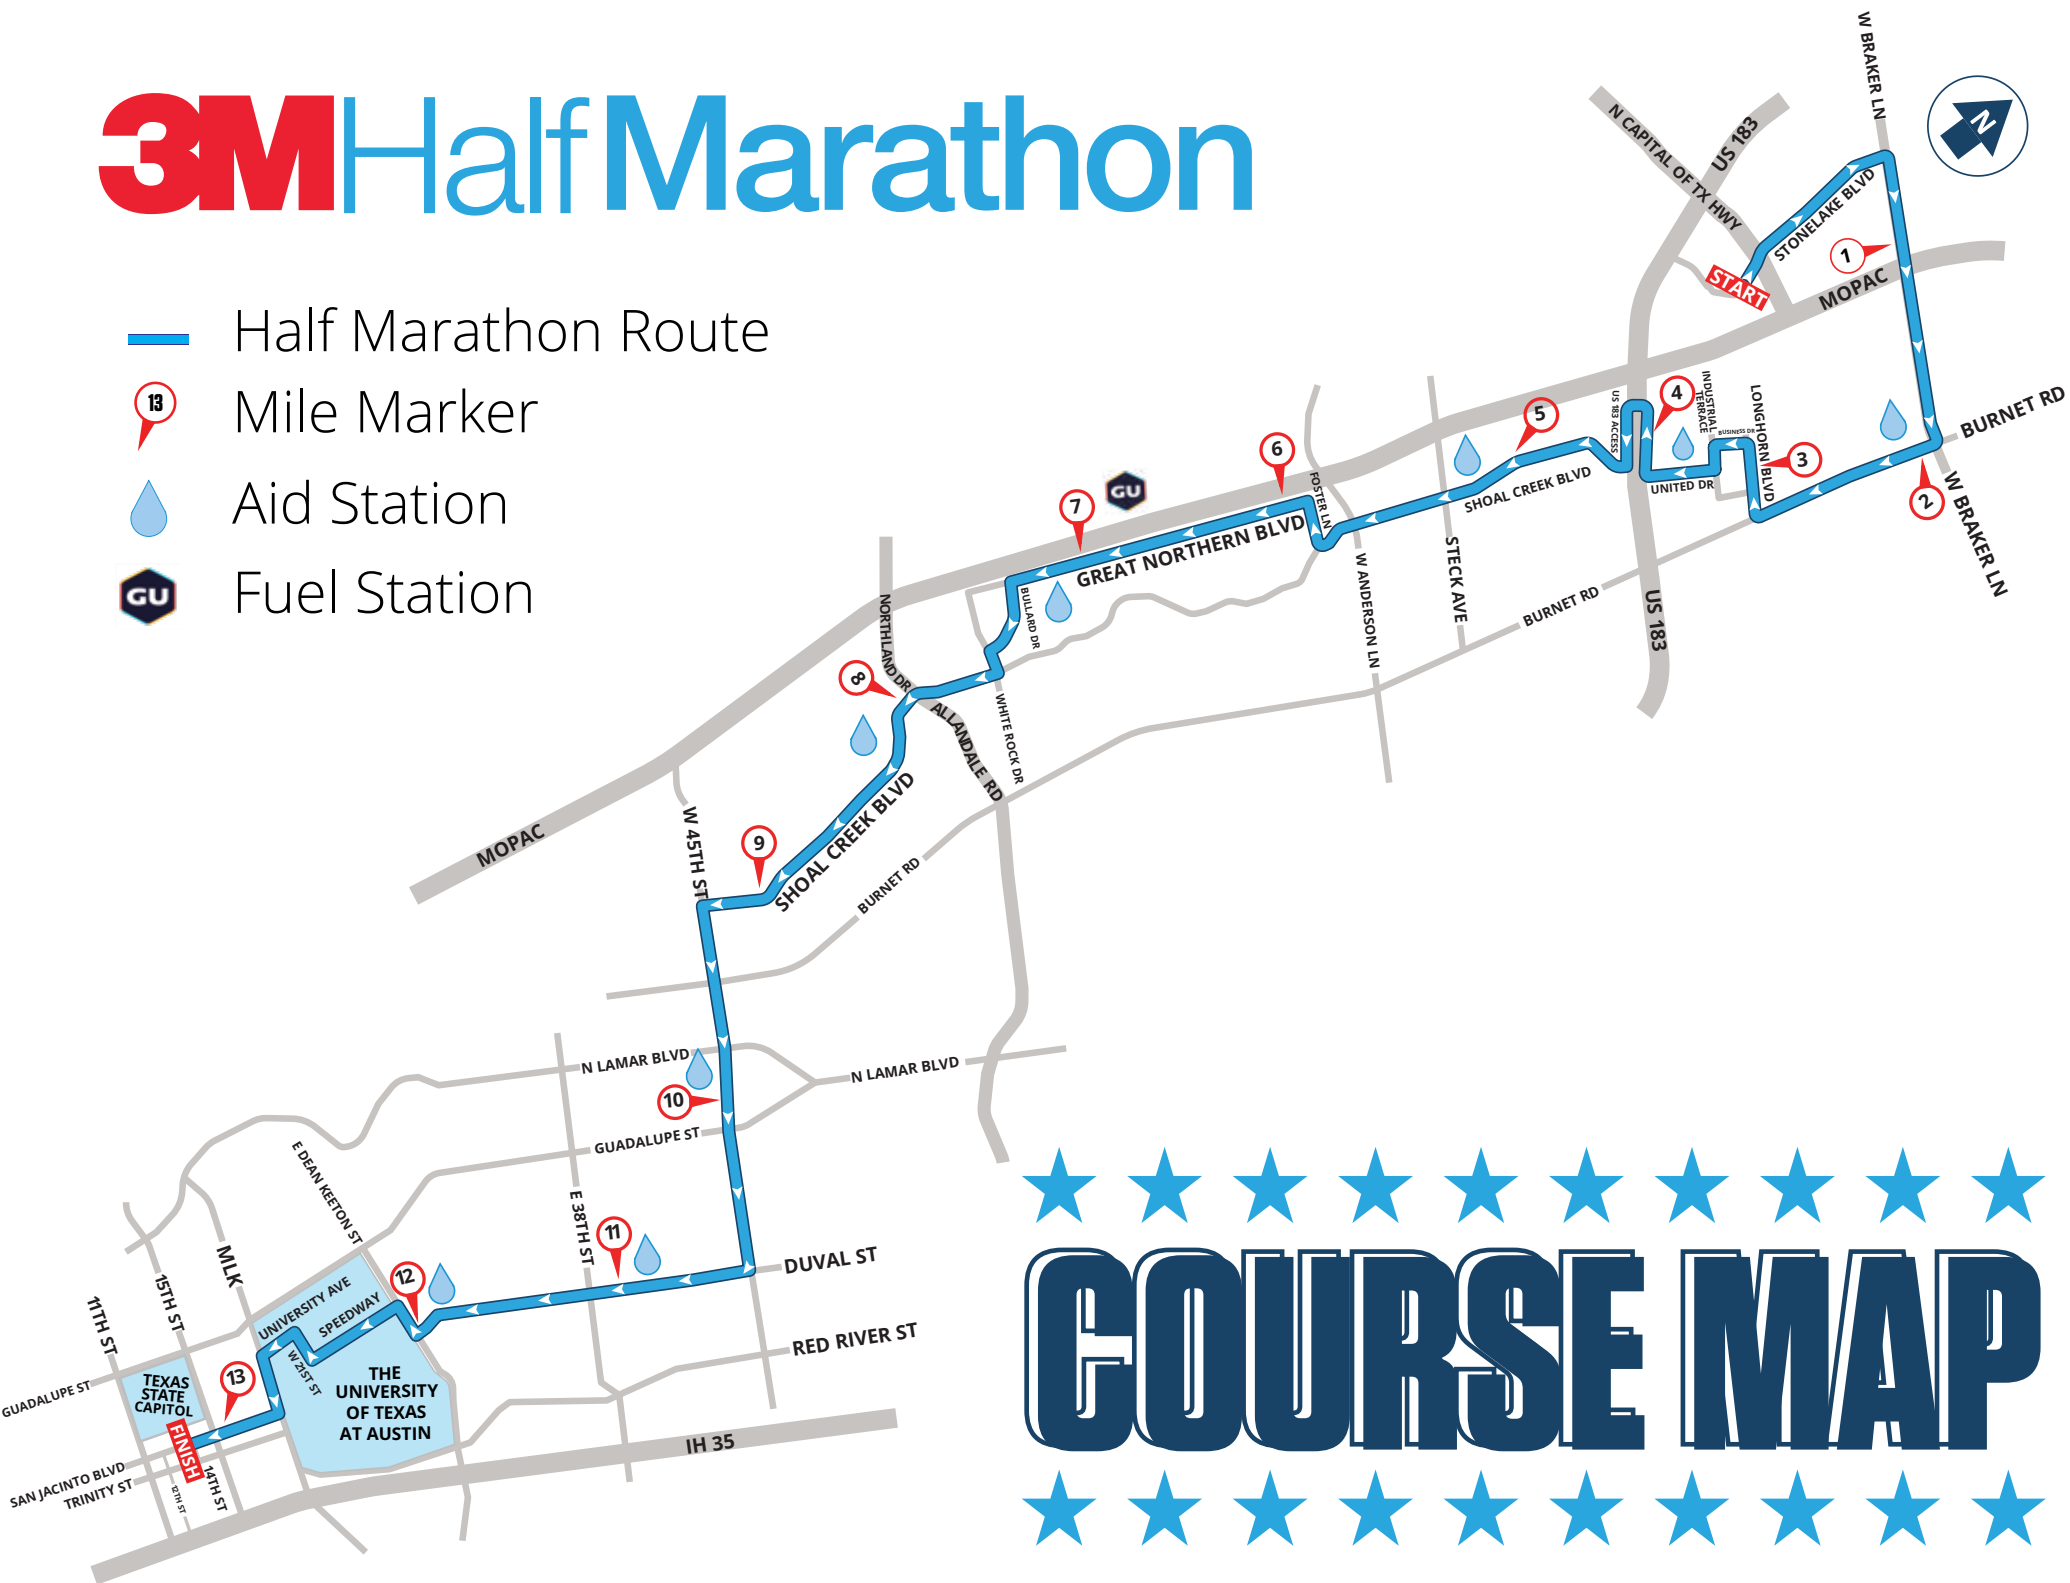 3M Half Marathon
Half Marathon Route
13
Mile Marker
Aid Station
GU
Fuel Station
N
W BRAKER LN
N CAPITAL OF TX HWY
US 183
STONELAKE BLVD
START
1
MOPAC
BURNET RD
2
W BRAKER LN
3
LONGHORN BLVD
BUSINESS DR
INDUSTRIAL
TERRACE
4
UNITED DR
US 183 ACCESS
US 183
BURNET RD
5
SHOAL CREEK BLVD
STECK AVE
W ANDERSON LN
FOSTER LN
6
GREAT NORTHERN BLVD
GU
7
BULLARD DR
WHITE ROCK DR
NORTHLAND DR
8
ALLANDALE RD
SHOAL CREEK BLVD
BURNET RD
MOPAC
9
W 45TH ST
N LAMAR BLVD
N LAMAR BLVD
10
GUADALUPE ST
E 38TH ST
11
DUVAL ST
RED RIVER ST
IH 35
E DEAN KEETON ST
12
UNIVERSITY AVE
SPEEDWAY
W 21ST ST
THE
UNIVERSITY
OF TEXAS
AT AUSTIN
MLK
15TH ST
11TH ST
13
TEXAS
STATE
CAPITOL
GUADALUPE ST
FINISH
SAN JACINTO BLVD
TRINITY ST
12TH ST
14TH ST
COURSE MAP